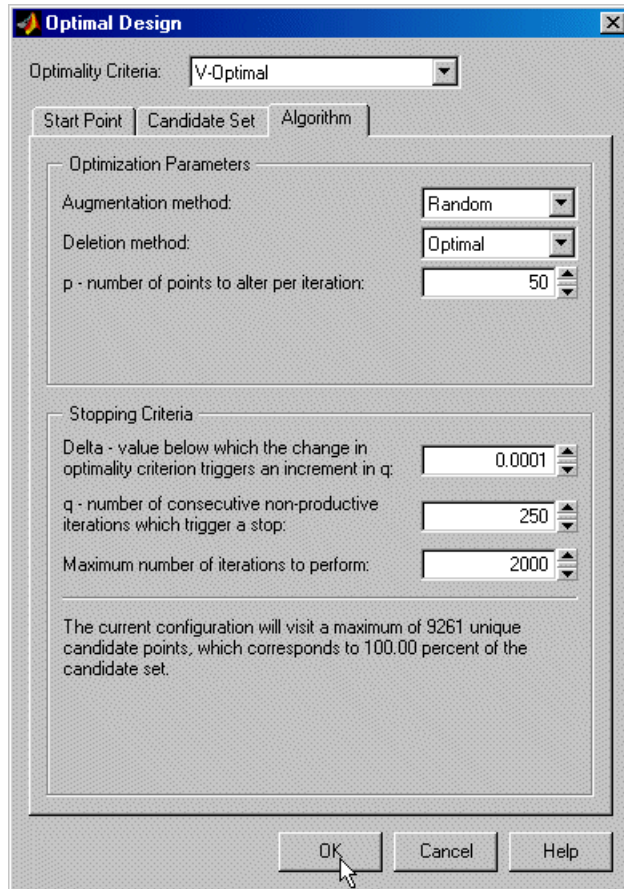 Optimal Design
Optimality Criteria: V-Optimal
Start Point Candidate Set Algorithm
Optimization Parameters
Augmentation method: Random
Deletion method: Optimal
p - number of points to alter per iteration: 50
Stopping Criteria
Delta - value below which the change in
optimality criterion triggers an increment in q: 0.0001
q - number of consecutive non-productive
iterations which trigger a stop: 250
Maximum number of iterations to perform: 2000
The current configuration will visit a maximum of 9261 unique
candidate points, which corresponds to 100.00 percent of the
candidate set.
OK Cancel Help